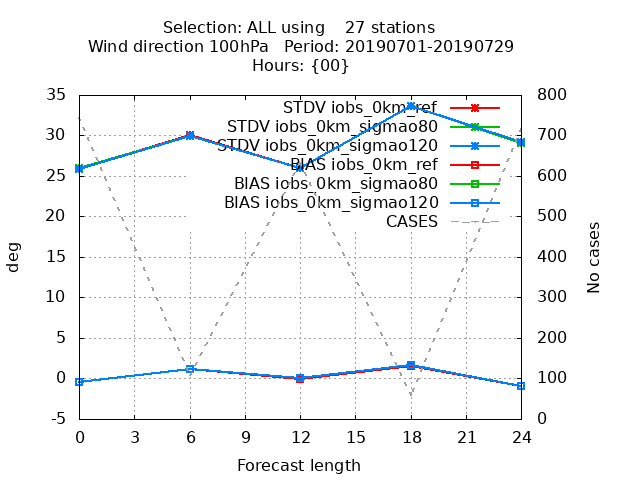 Selection: ALL using    27 stations
Wind direction 100hPa   Period: 20190701-20190729
Hours: {00}
STDV iobs_0km_ref
STDV iobs_0km_sigmao80
STDV iobs_0km_sigmao120
BIAS iobs_0km_ref
BIAS iobs_0km_sigmao80
BIAS iobs_0km_sigmao120
CASES
35
30
25
20
15
10
5
0
-5
deg
800
700
600
500
400
300
200
100
0
No cases
0 3 6 9 12 15 18 21 24
Forecast length